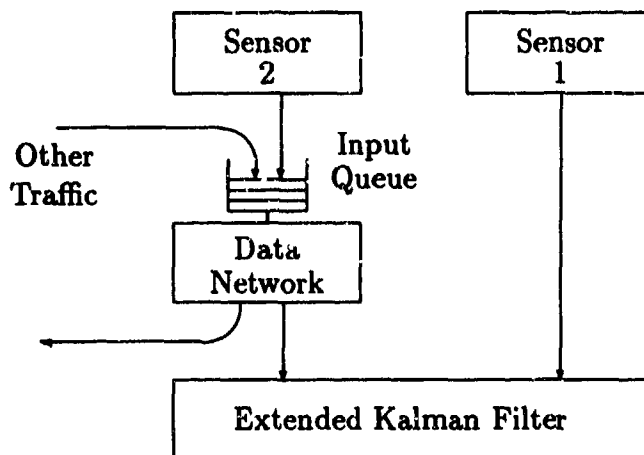 Sensor
2
Sensor
1
Other
Traffic
Input
Queue
Data
Network
Extended Kalman Filter